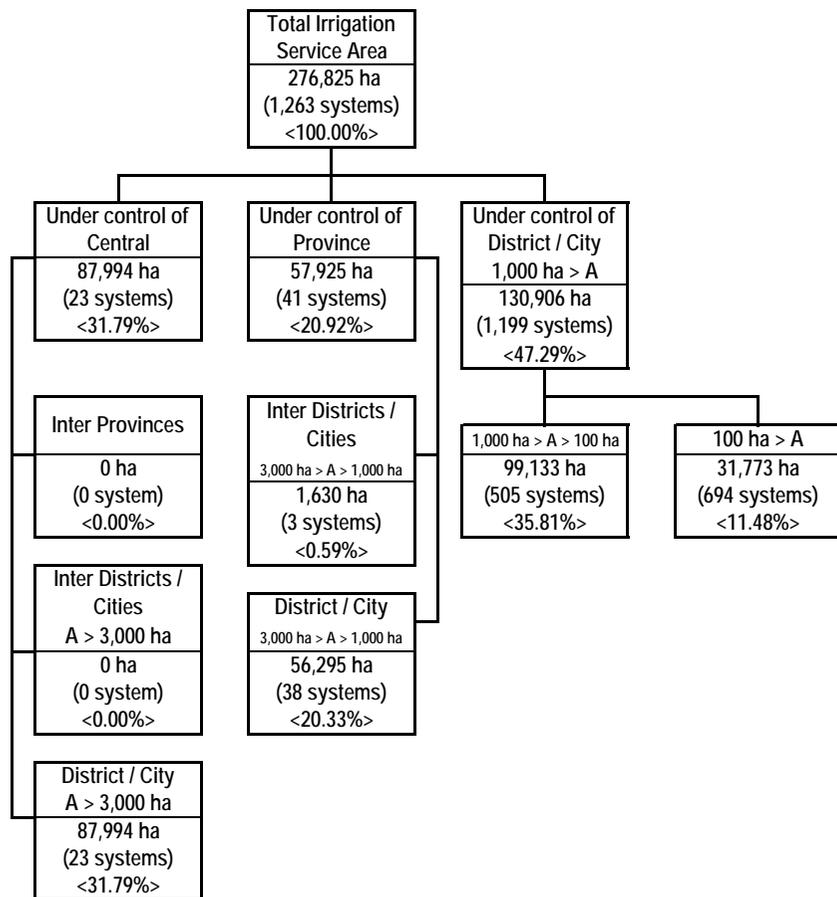 Total Irrigation
Service Area
276,825 ha
(1,263 systems)
<100.00%>
Under control of
Central
87,994 ha
(23 systems)
<31.79%>
Under control of
Province
57,925 ha
(41 systems)
<20.92%>
Under control of
District / City
1,000 ha > A
130,906 ha
(1,199 systems)
<47.29%>
Inter Provinces
0 ha
(0 system)
<0.00%>
Inter Districts /
Cities
3,000 ha > A > 1,000 ha
1,630 ha
(3 systems)
<0.59%>
1,000 ha > A > 100 ha
99,133 ha
(505 systems)
<35.81%>
100 ha > A
31,773 ha
(694 systems)
<11.48%>
Inter Districts /
Cities
A > 3,000 ha
0 ha
(0 system)
<0.00%>
District / City
3,000 ha > A > 1,000 ha
56,295 ha
(38 systems)
<20.33%>
District / City
A > 3,000 ha
87,994 ha
(23 systems)
<31.79%>